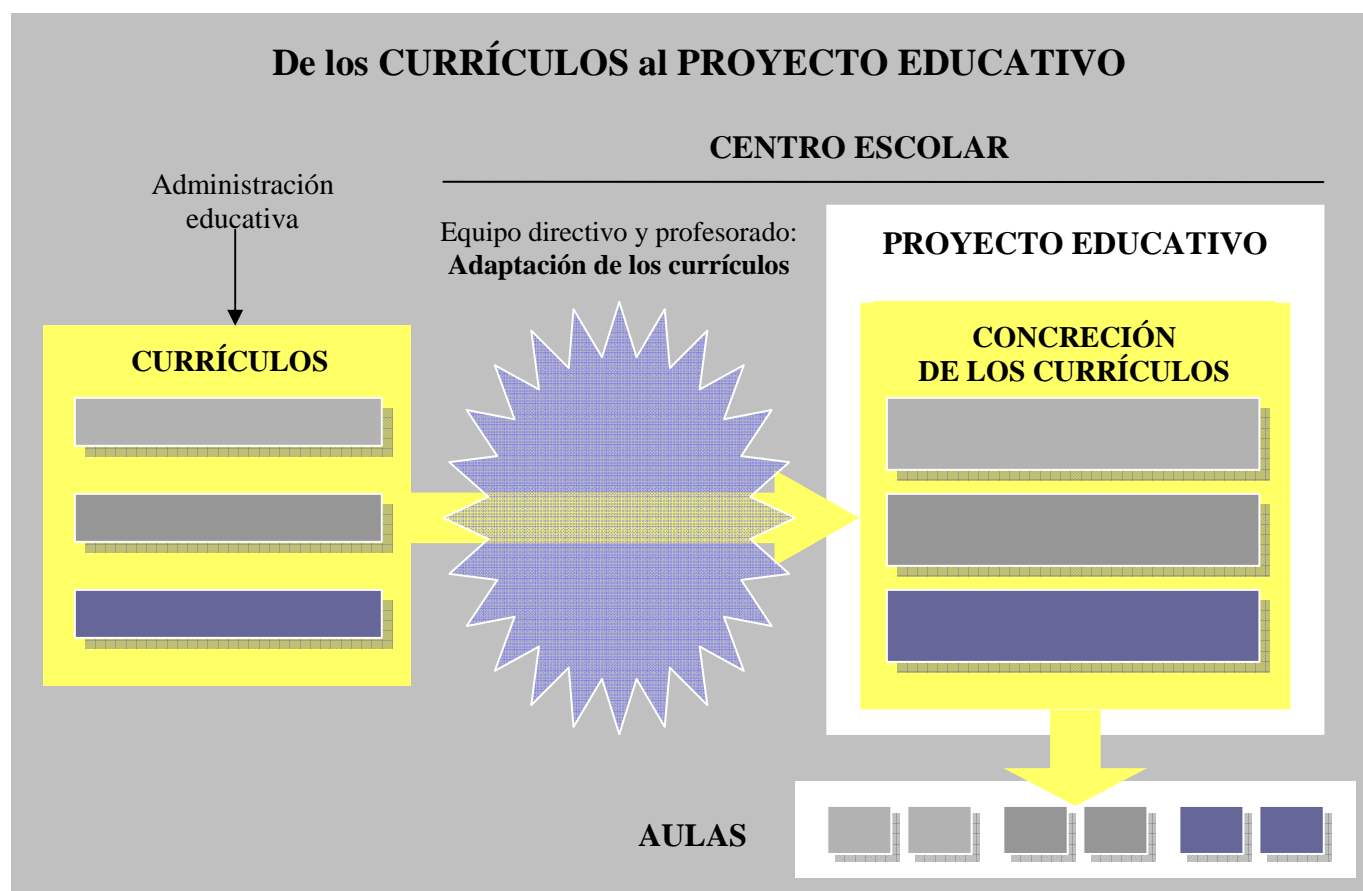 De los CURRÍCULOS al PROYECTO EDUCATIVO
CENTRO ESCOLAR
Administración
educativa
Equipo directivo y profesorado:
Adaptación de los currículos
PROYECTO EDUCATIVO
CURRÍCULOS
CONCRECIÓN
DE LOS CURRÍCULOS
AULAS